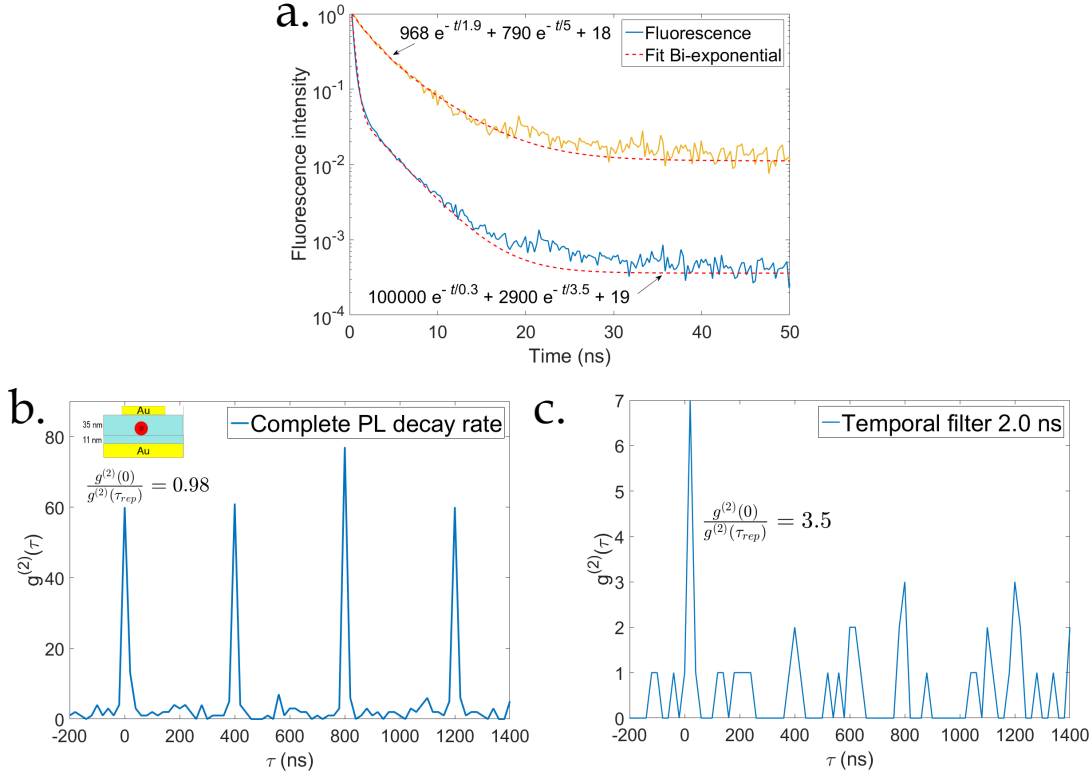 a.
10^0
10^-1
10^-2
10^-3
10^-4
Fluorescence intensity
968 e^- t/1.9 + 790 e^- t/5 + 18
Fluorescence
Fit Bi-exponential
100000 e^- t/0.3 + 2900 e^- t/3.5 + 19
0 10 20 30 40 50
Time (ns)
b.
80
60
40
20
0
g^(2)(τ)
Au
35 nm
11 nm
Au
Complete PL decay rate
g^(2)(0)/g^(2)(τ_rep) = 0.98
-200 0 200 400 600 800 1000 1200 1400
τ (ns)
c.
7
6
5
4
3
2
1
0
g^(2)(τ)
Temporal filter 2.0 ns
g^(2)(0)/g^(2)(τ_rep) = 3.5
-200 0 200 400 600 800 1000 1200 1400
τ (ns)